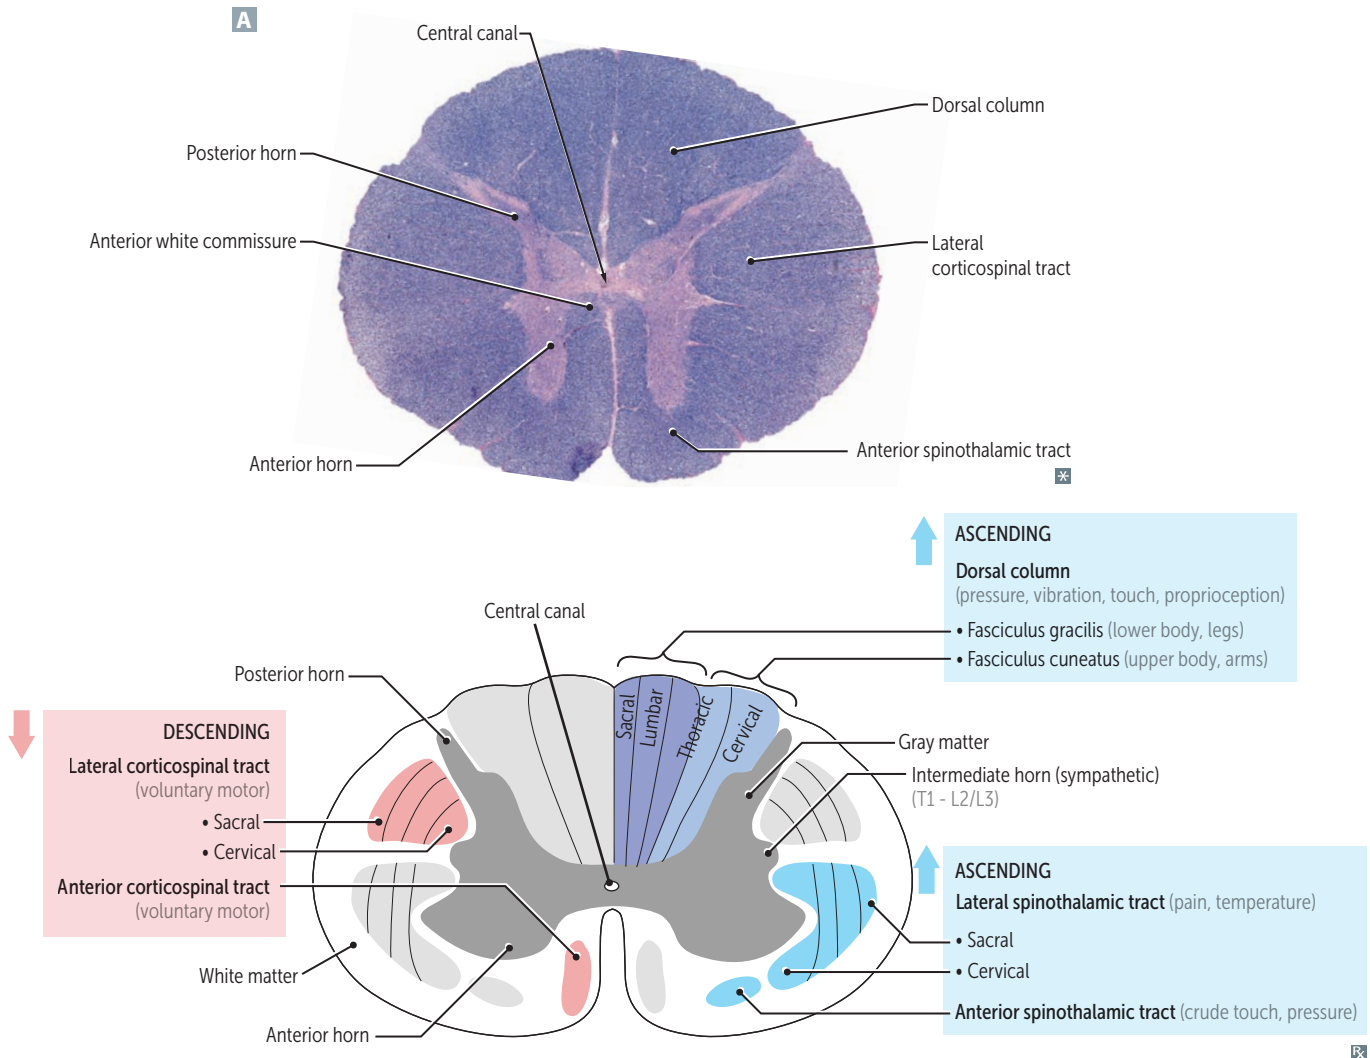 A
Central canal
Dorsal column
Posterior horn
Anterior white commissure
Lateral
corticospinal tract
Anterior horn
Anterior spinothalamic tract
ASCENDING
Dorsal column
(pressure, vibration, touch, proprioception)
• Fasciculus gracilis (lower body, legs)
• Fasciculus cuneatus (upper body, arms)
Central canal
Posterior horn
Sacral
Lumbar
Thoracic
Cervical
DESCENDING
Lateral corticospinal tract
(voluntary motor)
• Sacral
• Cervical
Anterior corticospinal tract
(voluntary motor)
Gray matter
Intermediate horn (sympathetic)
(T1 - L2/L3)
ASCENDING
Lateral spinothalamic tract (pain, temperature)
• Sacral
• Cervical
Anterior spinothalamic tract (crude touch, pressure)
White matter
Anterior horn
℞